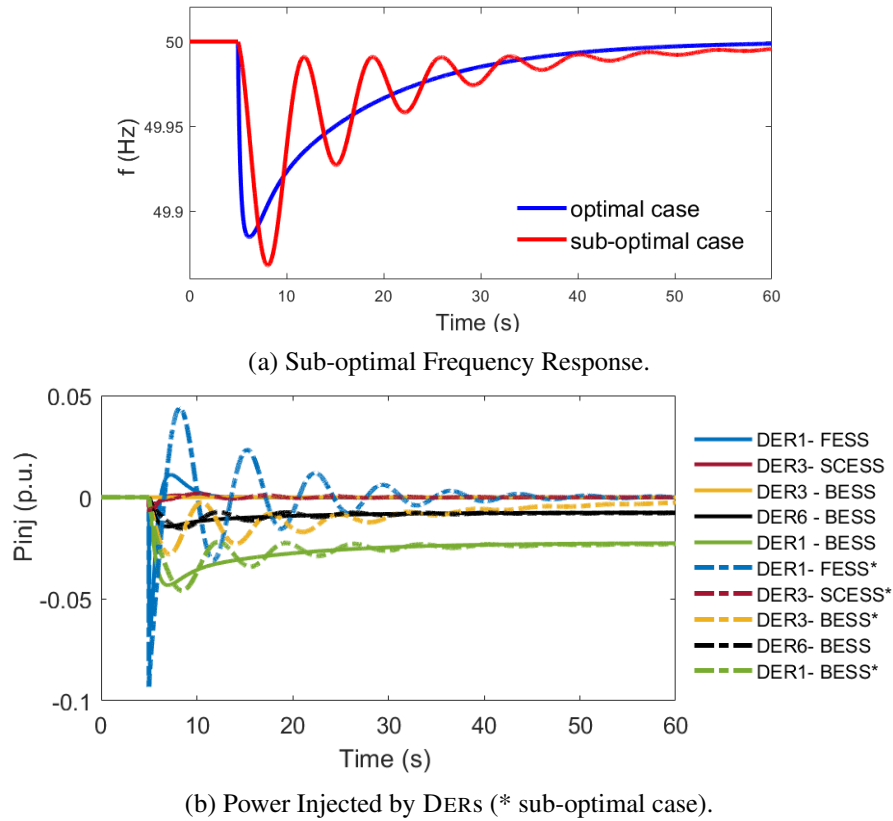 50
49.95
49.9
f (Hz)
optimal case
sub-optimal case
0 10 20 30 40 50 60
Time (s)
(a) Sub-optimal Frequency Response.
0.05
0
-0.05
-0.1
Pinj (p.u.)
0 10 20 30 40 50 60
Time (s)
DER1- FESS
DER3- SCESS
DER3 - BESS
DER6 - BESS
DER1 - BESS
DER1- FESS*
DER3- SCESS*
DER3- BESS*
DER6- BESS
DER1- BESS*
(b) Power Injected by DERs (* sub-optimal case).